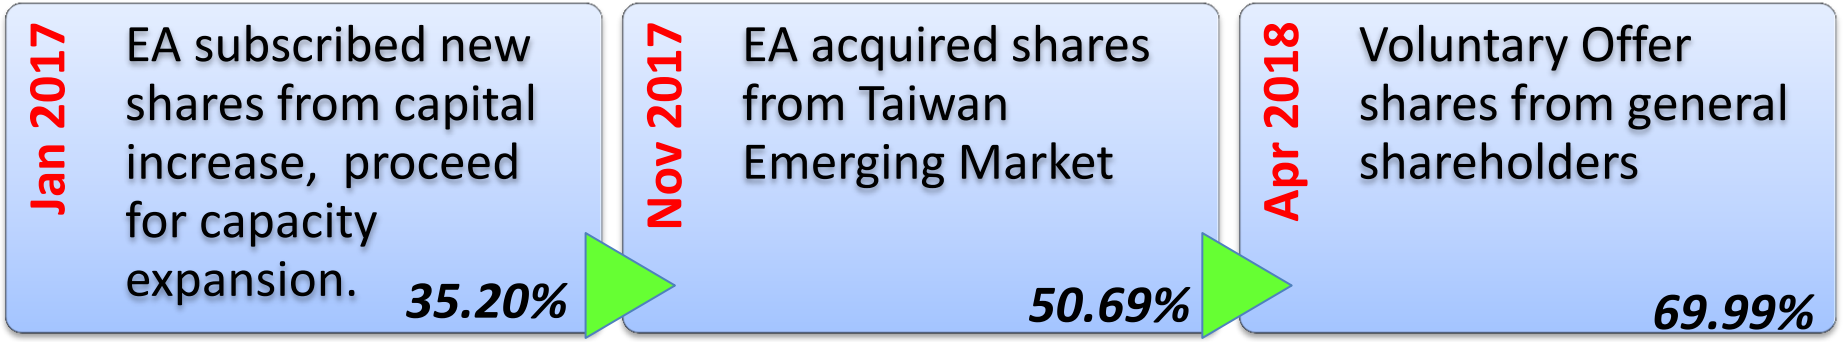 Jan 2017
EA subscribed new
shares from capital
increase,  proceed
for capacity
expansion.
35.20%
Nov 2017
EA acquired shares
from Taiwan
Emerging Market
50.69%
Apr 2018
Voluntary Offer
shares from general
shareholders
69.99%